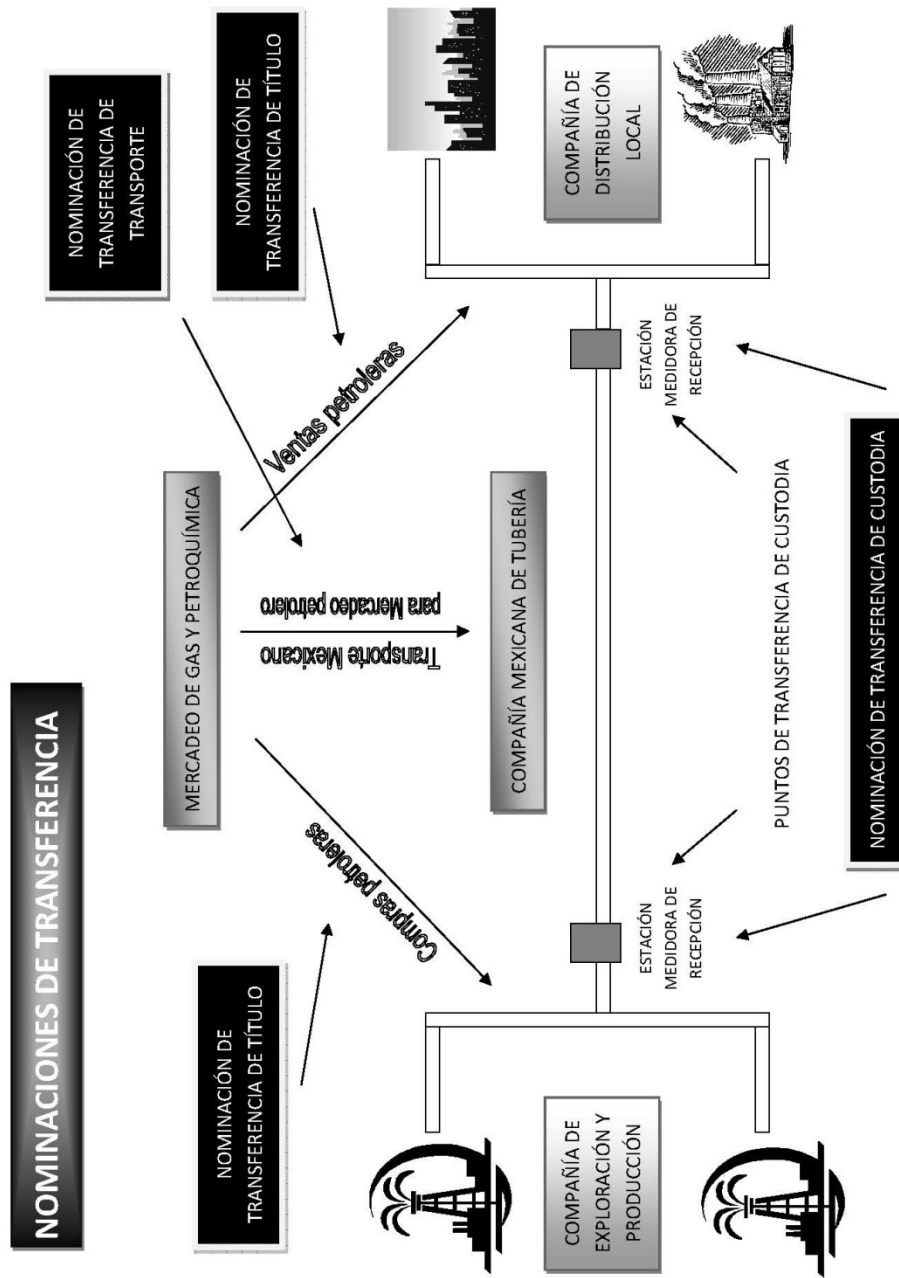 NOMINACIONES DE TRANSFERENCIA
NOMINACIÓN DE
TRANSFERENCIA DE
TRANSPORTE
NOMINACIÓN DE
TRANSFERENCIA DE TÍTULO
MERCADEO DE GAS Y PETROQUÍMICA
NOMINACIÓN DE
TRANSFERENCIA DE TÍTULO
Compras petroleras
Transporte Mexicano
para Mercadeo petrolero
Ventas petroleras
COMPAÑÍA MEXICANA DE TUBERÍA
COMPAÑÍA DE
EXPLORACIÓN Y
PRODUCCIÓN
COMPAÑÍA DE
DISTRIBUCIÓN
LOCAL
ESTACIÓN
MEDIDORA DE
RECEPCIÓN
ESTACIÓN
MEDIDORA DE
RECEPCIÓN
PUNTOS DE TRANSFERENCIA DE CUSTODIA
NOMINACIÓN DE TRANSFERENCIA DE CUSTODIA